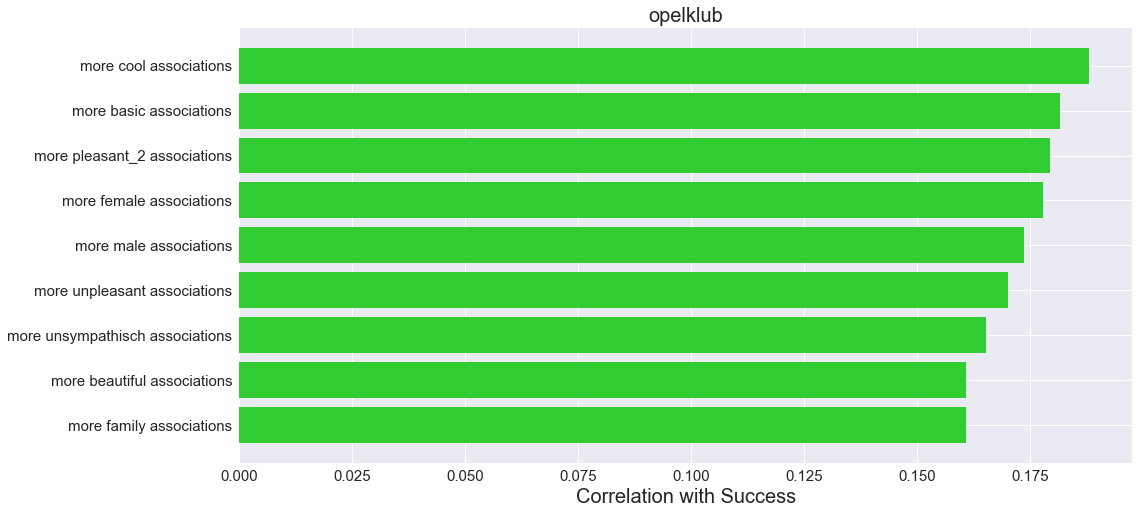 opelklub
more cool associations
more basic associations
more pleasant_2 associations
more female associations
more male associations
more unpleasant associations
more unsympathisch associations
more beautiful associations
more family associations
0.000 0.025 0.050 0.075 0.100 0.125 0.150 0.175
Correlation with Success